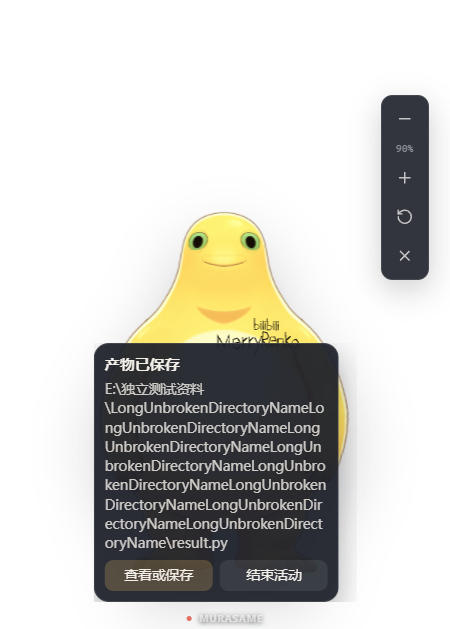 90%
bilibili
产物已保存
E:\独立测试资料
\LongUnbrokenDirectoryNameLo
ngUnbrokenDirectoryNameLong
UnbrokenDirectoryNameLongUn
brokenDirectoryNameLongUnbro
kenDirectoryNameLongUnbroken
DirectoryNameLongUnbrokenDir
ectoryNameLongUnbrokenDirect
oryName\result.py
查看或保存
结束活动
MURASAME